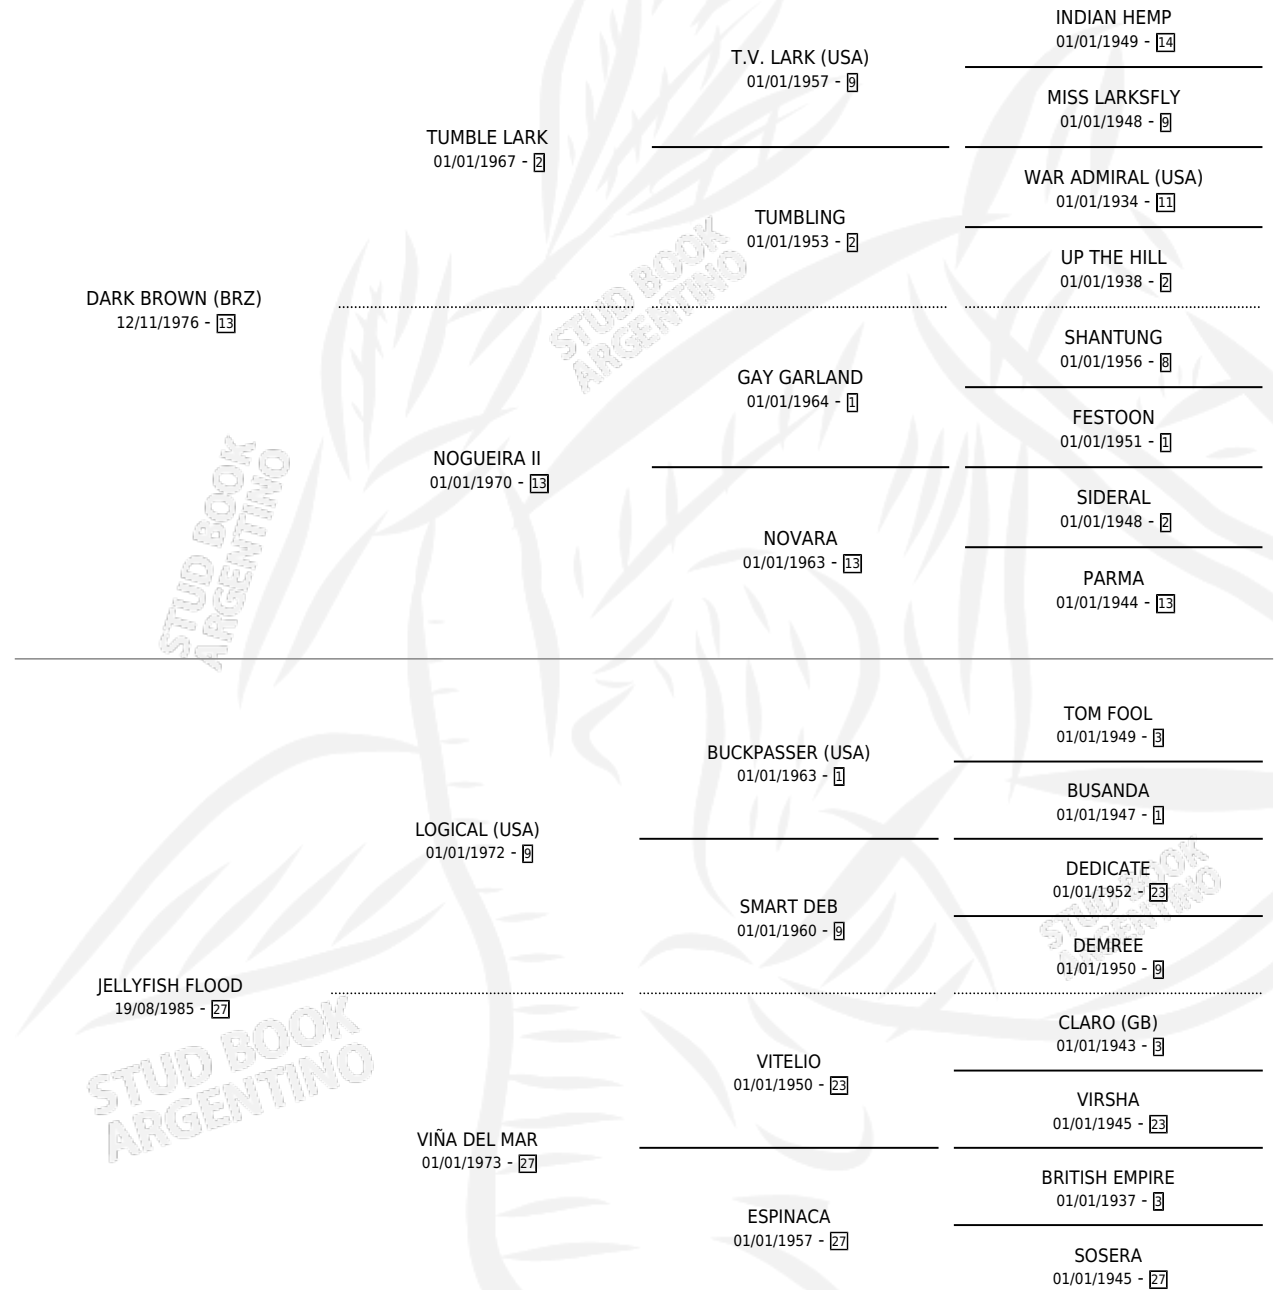 INDIAN HEMP
01/01/1949 - 14
T.V. LARK (USA)
01/01/1957 - 9
MISS LARKSFLY
01/01/1948 - 9
TUMBLE LARK
01/01/1967 - 2
WAR ADMIRAL (USA)
01/01/1934 - 11
TUMBLING
01/01/1953 - 2
UP THE HILL
01/01/1938 - 2
DARK BROWN (BRZ)
12/11/1976 - 13
STUD BOOK
ARGENTINO
SHANTUNG
01/01/1956 - 8
GAY GARLAND
01/01/1964 - 1
FESTOON
01/01/1951 - 1
NOGUEIRA II
01/01/1970 - 13
SIDERAL
01/01/1948 - 2
NOVARA
01/01/1963 - 13
PARMA
01/01/1944 - 13
STUD BOOK
ARGENTINO
TOM FOOL
01/01/1949 - 3
BUCKPASSER (USA)
01/01/1963 - 1
BUSANDA
01/01/1947 - 1
LOGICAL (USA)
01/01/1972 - 9
DEDICATE
01/01/1952 - 23
SMART DEB
01/01/1960 - 9
STUD BOOK
ARGENTINO
DEMREE
01/01/1950 - 9
JELLYFISH FLOOD
19/08/1985 - 27
CLARO (GB)
01/01/1943 - 3
VITELIO
01/01/1950 - 23
STUD BOOK
ARGENTINO
VIRSHA
01/01/1945 - 23
VIÑA DEL MAR
01/01/1973 - 27
BRITISH EMPIRE
01/01/1937 - 3
ESPINACA
01/01/1957 - 27
SOSERA
01/01/1945 - 27